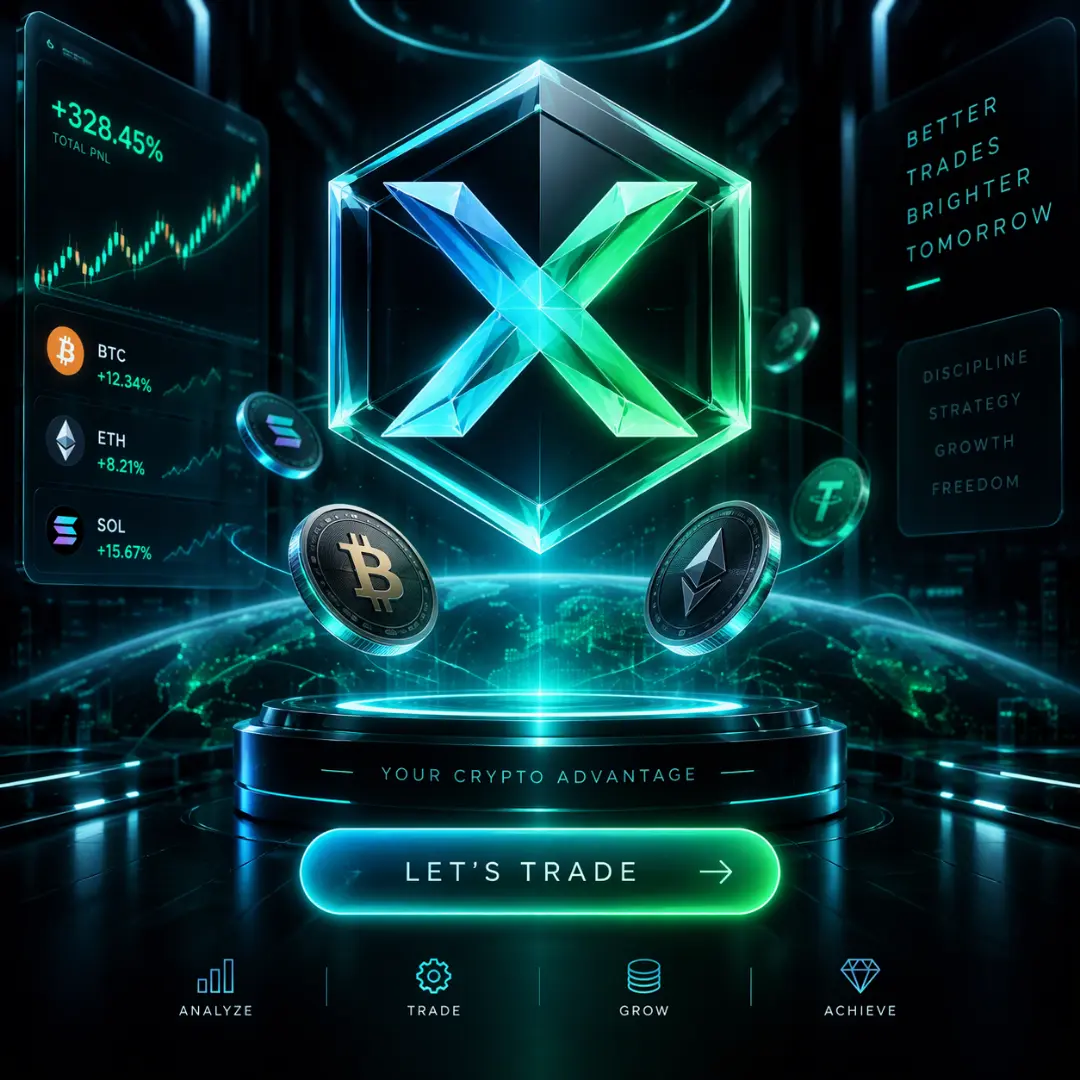 +328.45%
TOTAL PNL
BTC
+12.34%
ETH
+8.21%
SOL
+15.67%
X
BETTER
TRADES
BRIGHTER
TOMORROW
DISCIPLINE
STRATEGY
GROWTH
FREEDOM
YOUR CRYPTO ADVANTAGE
LET'S TRADE
ANALYZE
TRADE
GROW
ACHIEVE